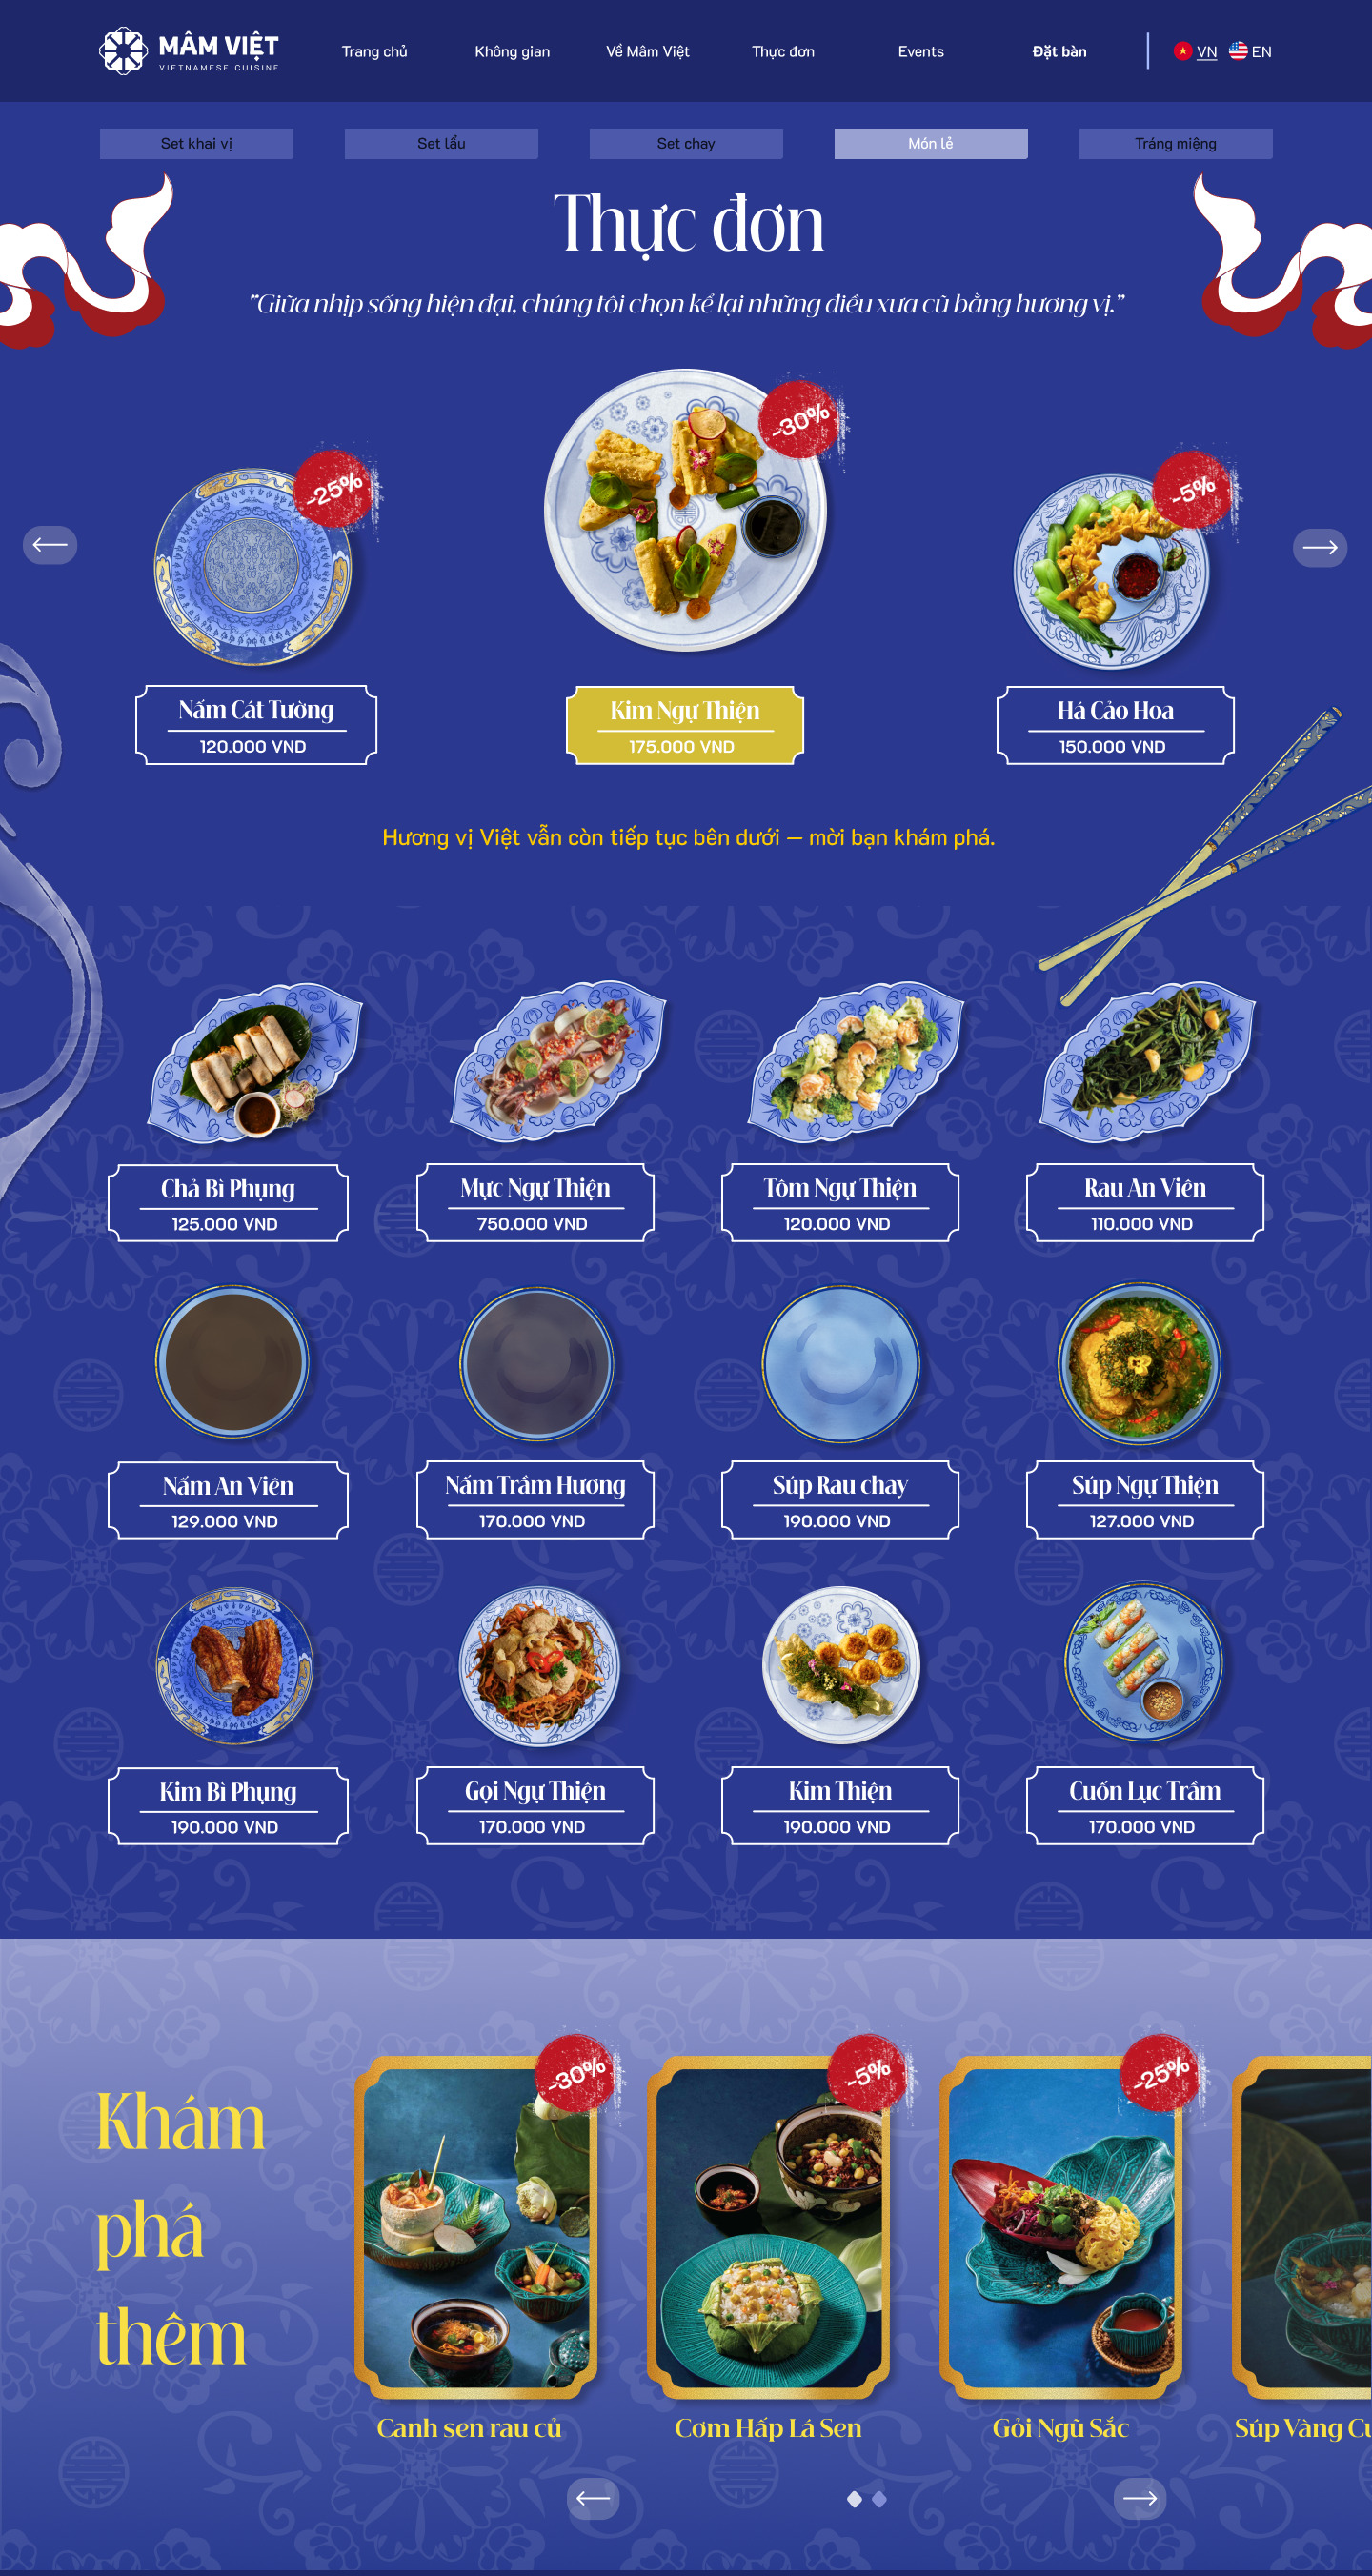 MÂM VIỆT
VIETNAMESE CUISINE
Trang chủ
Không gian
Về Mâm Việt
Thực đơn
Events
Đặt bàn
VN
EN
Set khai vị
Set lẩu
Set chay
Món lẻ
Tráng miệng
Thực đơn
"Giữa nhịp sống hiện đại, chúng tôi chọn kể lại những điều xưa cũ bằng hương vị."
-25%
-30%
-5%
Nấm Cát Tường
120.000 VND
Kim Ngự Thiện
175.000 VND
Há Cảo Hoa
150.000 VND
Hương vị Việt vẫn còn tiếp tục bên dưới — mời bạn khám phá.
Chả Bì Phụng
125.000 VND
Mực Ngự Thiện
750.000 VND
Tôm Ngự Thiện
120.000 VND
Rau An Viên
110.000 VND
Nấm An Viên
129.000 VND
Nấm Trầm Hương
170.000 VND
Súp Rau chay
190.000 VND
Súp Ngự Thiện
127.000 VND
Kim Bì Phụng
190.000 VND
Gọi Ngự Thiện
170.000 VND
Kim Thiện
190.000 VND
Cuốn Lục Trầm
170.000 VND
Khám
phá
thêm
-30%
-5%
-25%
Canh sen rau củ
Cơm Hấp Lá Sen
Gỏi Ngũ Sắc
Súp Vàng Cu